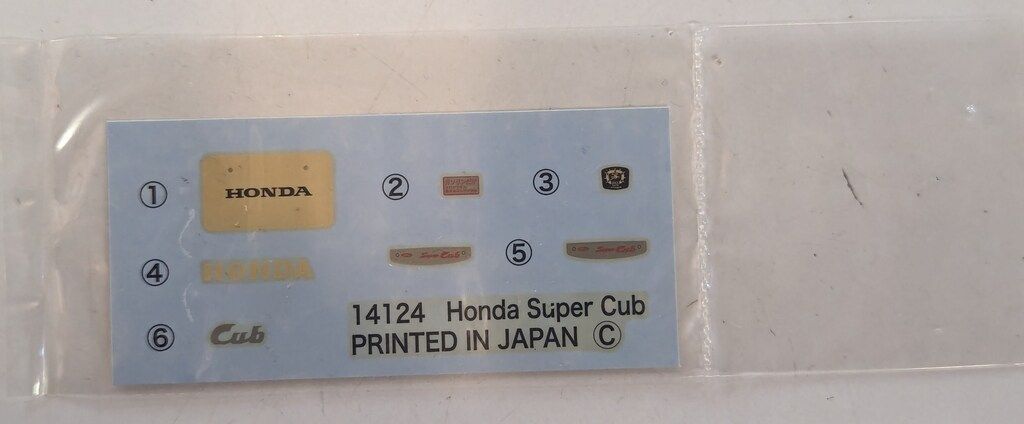 ① HONDA
②
③
④ HONDA
Super Cub
⑤
Super Cub
⑥ Cub
14124 Honda Super Cub
PRINTED IN JAPAN Ⓒ